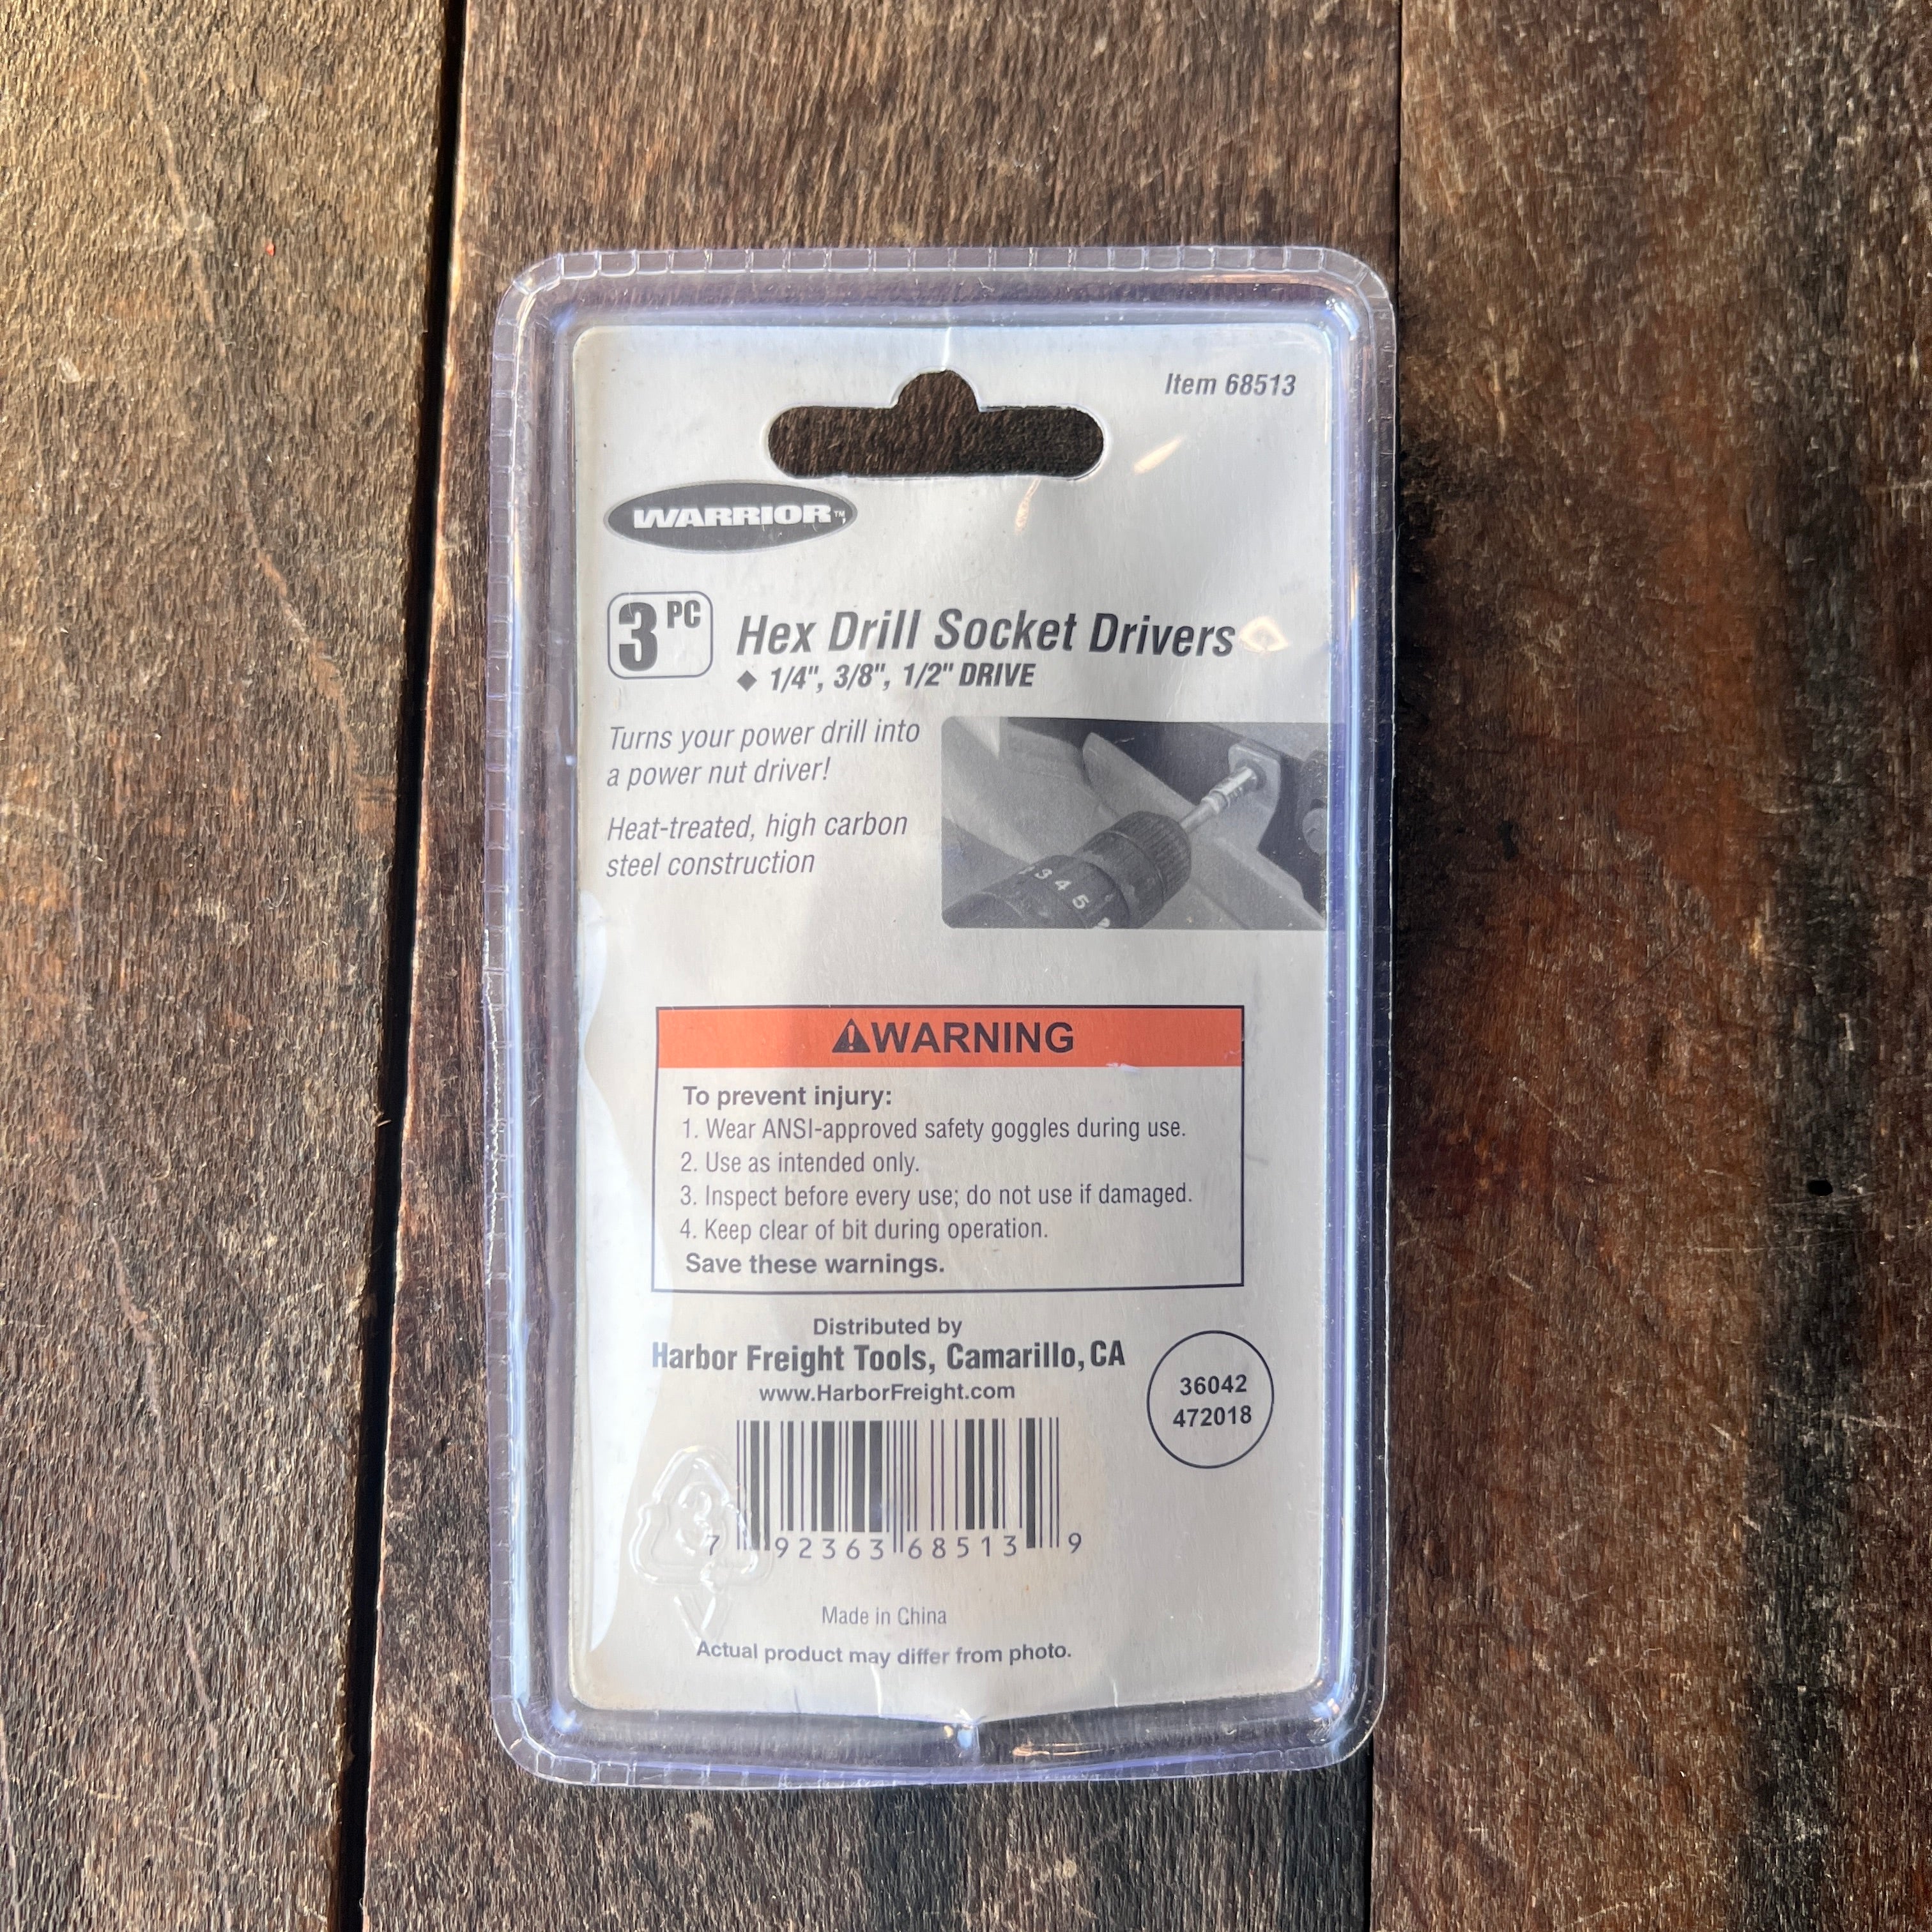 Item 68513
WARRIOR™
3 PC
Hex Drill Socket Drivers
◆ 1/4", 3/8", 1/2" DRIVE
Turns your power drill into
a power nut driver!
Heat-treated, high carbon
steel construction
3 4 5
⚠WARNING
To prevent injury:
1. Wear ANSI-approved safety goggles during use.
2. Use as intended only.
3. Inspect before every use; do not use if damaged.
4. Keep clear of bit during operation.
Save these warnings.
Distributed by
Harbor Freight Tools, Camarillo, CA
www.HarborFreight.com
36042
472018
7 92363 68513 9
Made in China
Actual product may differ from photo.